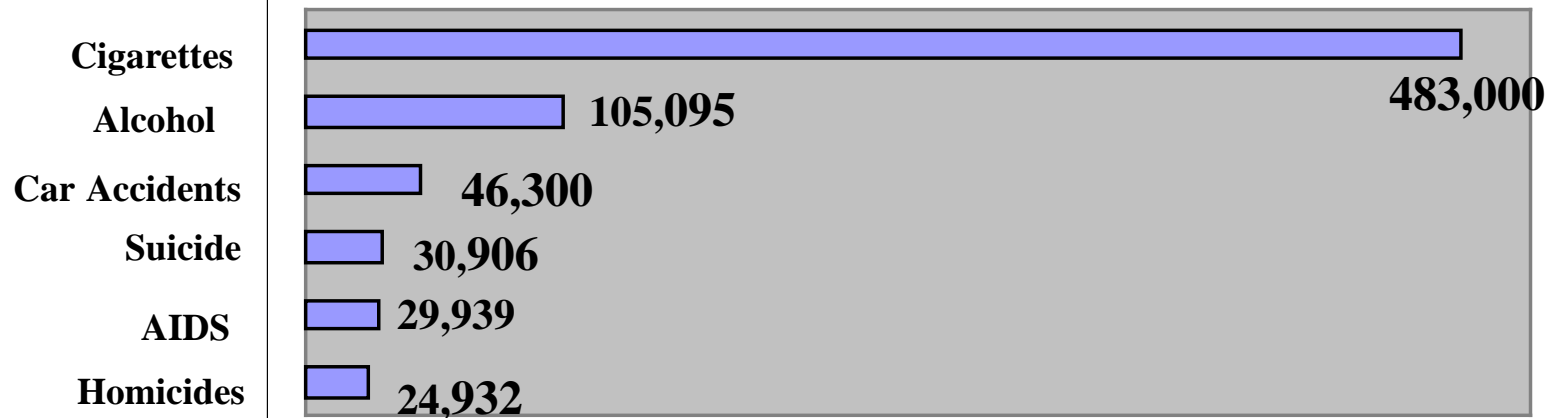 Cigarettes
483,000
Alcohol 105,095
Car Accidents 46,300
Suicide 30,906
AIDS 29,939
Homicides 24,932